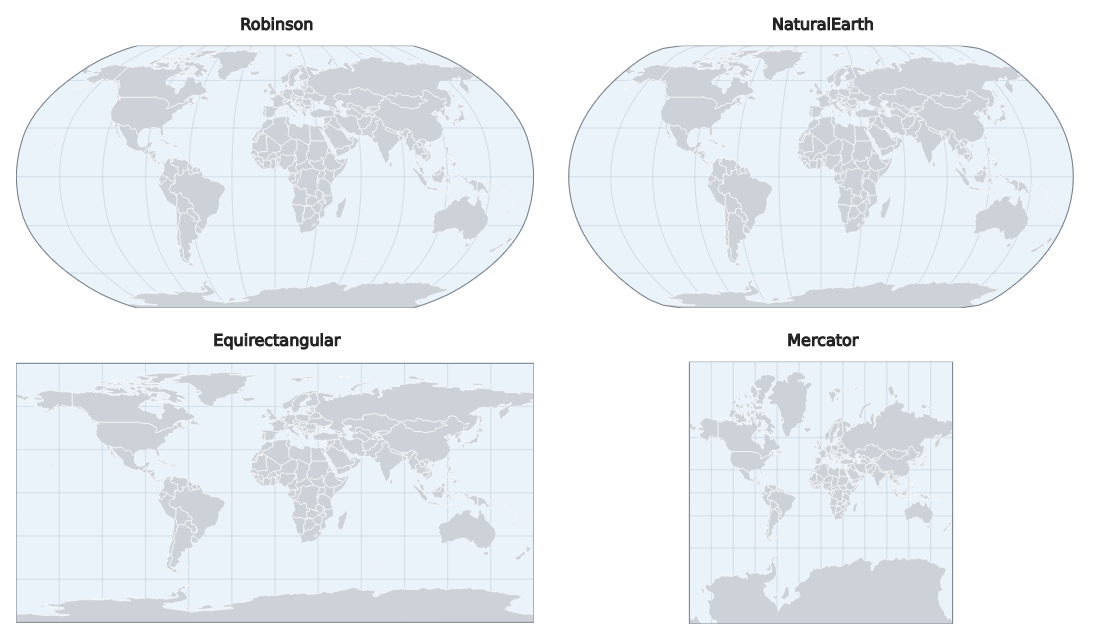 Robinson
NaturalEarth
Equirectangular
Mercator